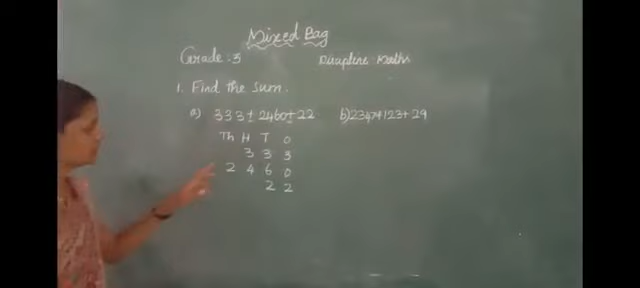 Mixed Bag
Grade - 3 Discipline Maths
1. Find the Sum.
a) 333 + 2460 + 22 b) 234 + 123 + 29
Th H T O
3 3 3
2 4 6 0
2 2